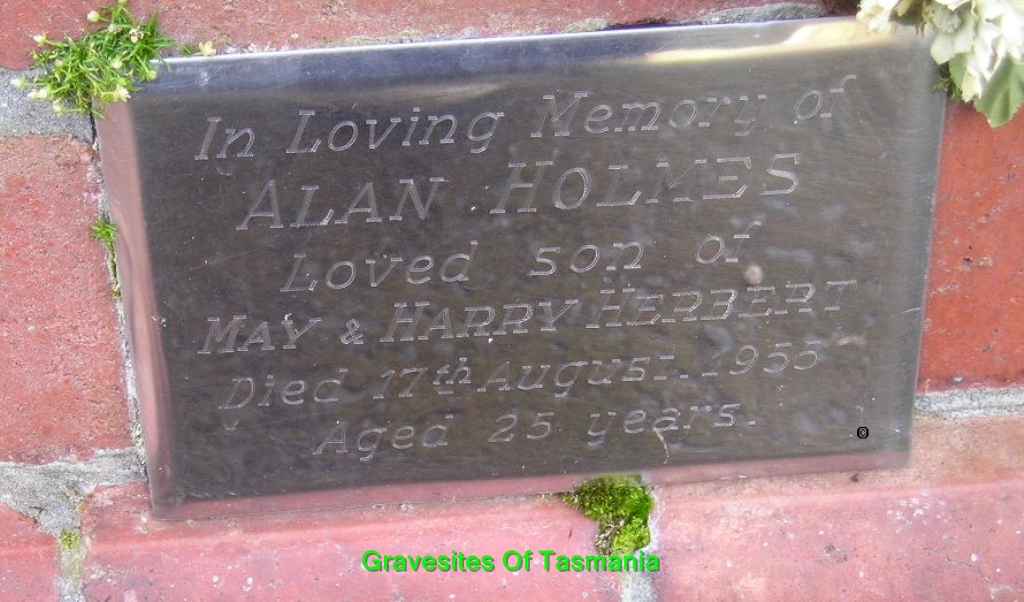 In Loving Memory of
ALAN HOLMES
Loved son of
MAY & HARRY HERBERT
Died 17th August. 1955
Aged 25 years.
©
Gravesites Of Tasmania